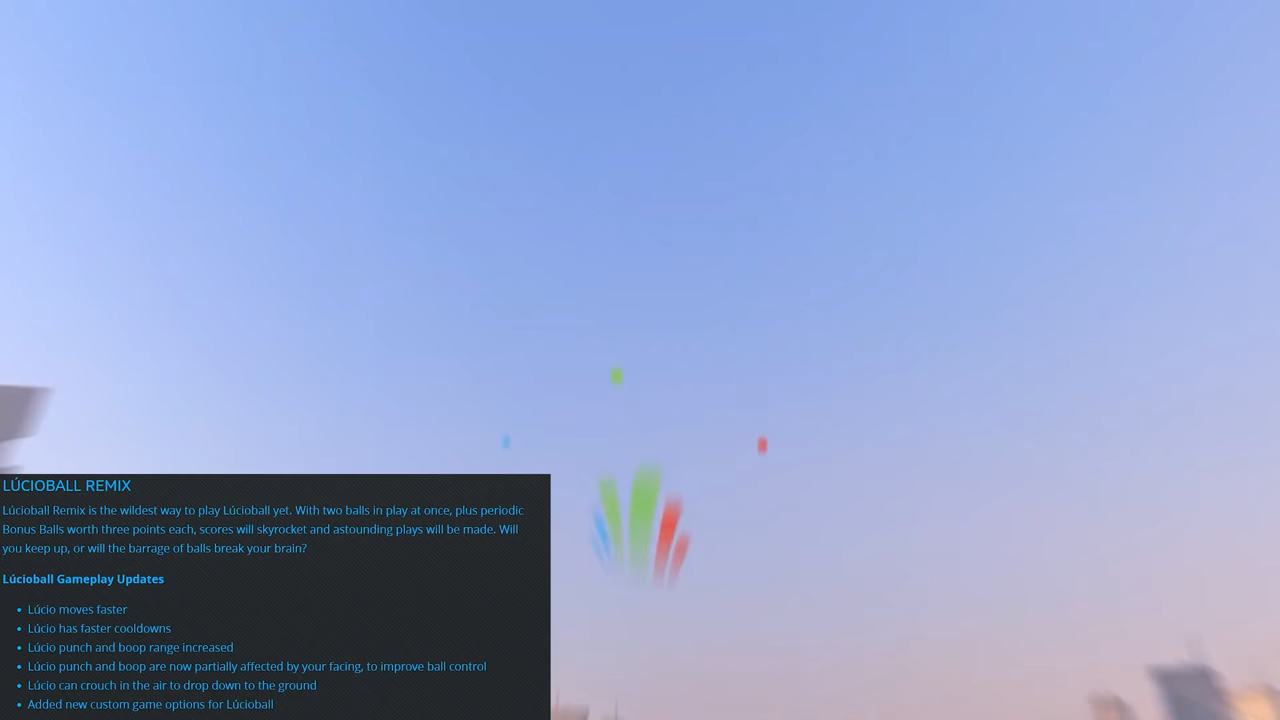 LÚCIOBALL REMIX
Lúcioball Remix is the wildest way to play Lúcioball yet. With two balls in play at once, plus periodic
Bonus Balls worth three points each, scores will skyrocket and astounding plays will be made. Will
you keep up, or will the barrage of balls break your brain?
Lúcioball Gameplay Updates
• Lúcio moves faster
• Lúcio has faster cooldowns
• Lúcio punch and boop range increased
• Lúcio punch and boop are now partially affected by your facing, to improve ball control
• Lúcio can crouch in the air to drop down to the ground
• Added new custom game options for Lúcioball